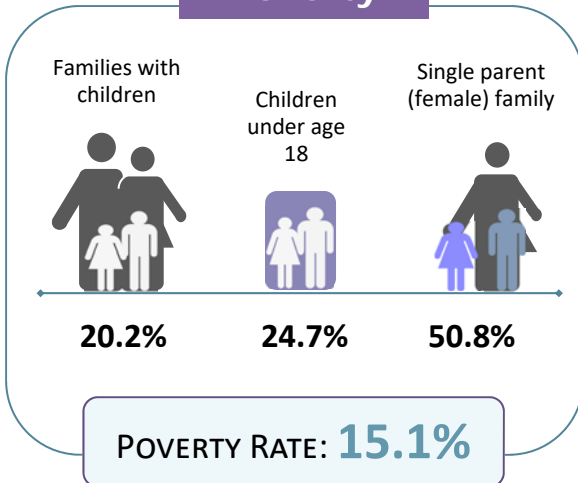 Families with
children
Children
under age
18
Single parent
(female) family
20.2%
24.7%
50.8%
POVERTY RATE: 15.1%